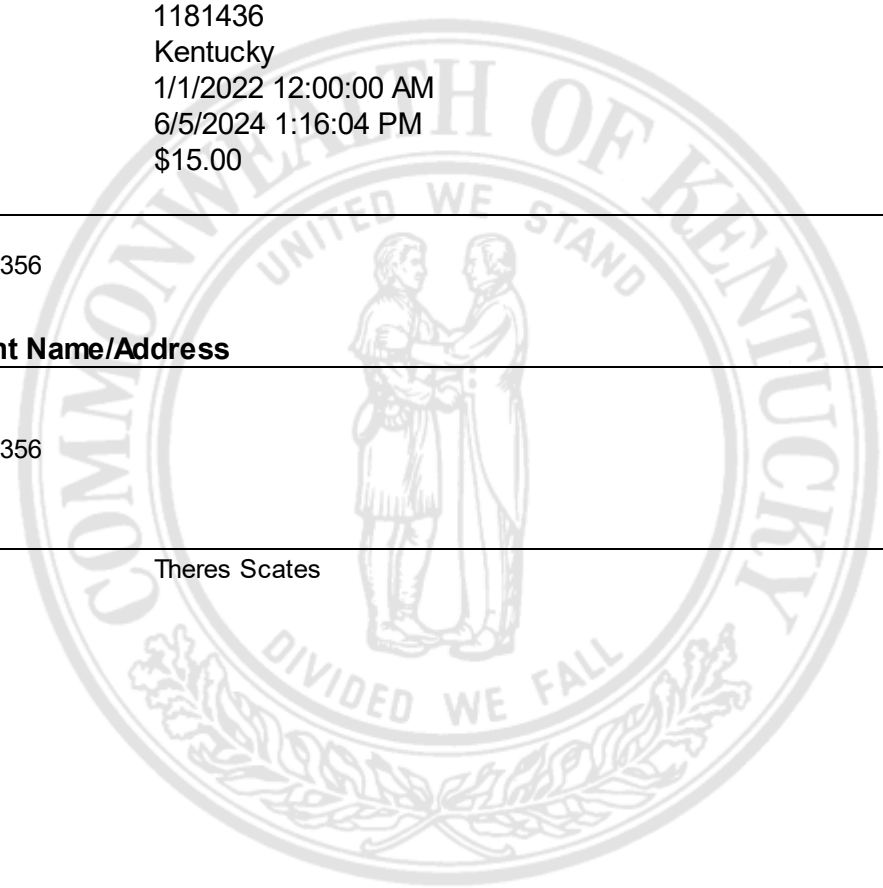 1181436
Kentucky
1/1/2022 12:00:00 AM
6/5/2024 1:16:04 PM
$15.00
COMMONWEALTH OF KENTUCKY
UNITED WE STAND
356
nt Name/Address
356
Theres Scates
DIVIDED WE FALL